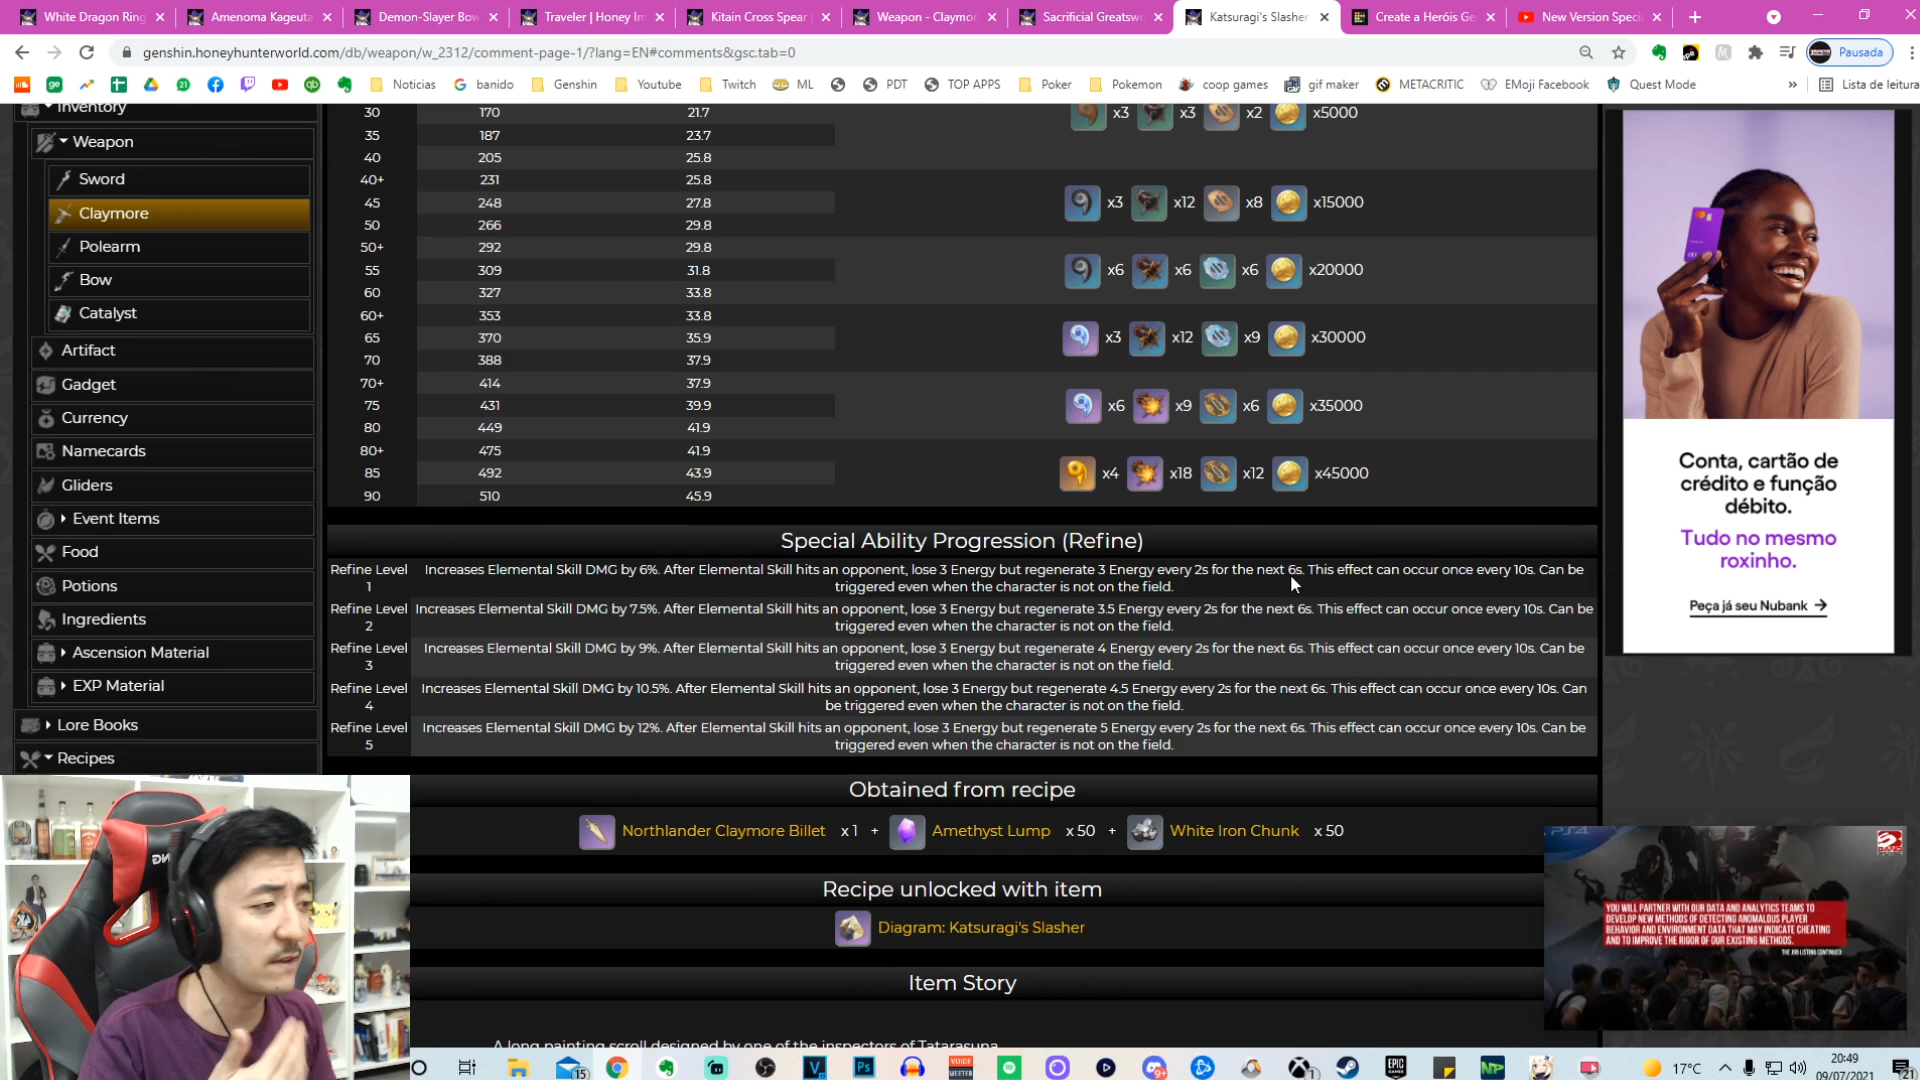 White Dragon Ring
Amenoma Kageuta
Demon-Slayer Bow
Traveler | Honey Im
Kitain Cross Spear |
Weapon - Claymor
Sacrificial Greatswo
Katsuragi's Slasher
Create a Heróis Ge
New Version Speci
genshin.honeyhunterworld.com/db/weapon/w_2312/comment-page-1/?lang=EN#comments&gsc.tab=0
Pausada
Noticias
banido
Genshin
Youtube
Twitch
ML
PDT
TOP APPS
Poker
Pokemon
coop games
gif maker
METACRITIC
EMoji Facebook
Quest Mode
»
Lista de leitura
Inventory
Weapon
Sword
Claymore
Polearm
Bow
Catalyst
Artifact
Gadget
Currency
Namecards
Gliders
Event Items
Food
Potions
Ingredients
Ascension Material
EXP Material
Lore Books
Recipes
30 170 21.7 x3 x3 x2 x5000
35 187 23.7
40 205 25.8
40+ 231 25.8
45 248 27.8 x3 x12 x8 x15000
50 266 29.8
50+ 292 29.8
55 309 31.8 x6 x6 x6 x20000
60 327 33.8
60+ 353 33.8
65 370 35.9 x3 x12 x9 x30000
70 388 37.9
70+ 414 37.9
75 431 39.9 x6 x9 x6 x35000
80 449 41.9
80+ 475 41.9
85 492 43.9 x4 x18 x12 x45000
90 510 45.9
Special Ability Progression (Refine)
Refine Level 1
Increases Elemental Skill DMG by 6%. After Elemental Skill hits an opponent, lose 3 Energy but regenerate 3 Energy every 2s for the next 6s. This effect can occur once every 10s. Can be
triggered even when the character is not on the field.
Refine Level 2
Increases Elemental Skill DMG by 7.5%. After Elemental Skill hits an opponent, lose 3 Energy but regenerate 3.5 Energy every 2s for the next 6s. This effect can occur once every 10s. Can be
triggered even when the character is not on the field.
Refine Level 3
Increases Elemental Skill DMG by 9%. After Elemental Skill hits an opponent, lose 3 Energy but regenerate 4 Energy every 2s for the next 6s. This effect can occur once every 10s. Can be
triggered even when the character is not on the field.
Refine Level 4
Increases Elemental Skill DMG by 10.5%. After Elemental Skill hits an opponent, lose 3 Energy but regenerate 4.5 Energy every 2s for the next 6s. This effect can occur once every 10s. Can
be triggered even when the character is not on the field.
Refine Level 5
Increases Elemental Skill DMG by 12%. After Elemental Skill hits an opponent, lose 3 Energy but regenerate 5 Energy every 2s for the next 6s. This effect can occur once every 10s. Can be
triggered even when the character is not on the field.
Obtained from recipe
Northlander Claymore Billet x1 + Amethyst Lump x50 + White Iron Chunk x50
Recipe unlocked with item
Diagram: Katsuragi's Slasher
Item Story
A long painting scroll designed by one of the inspectors of Tatarasuna
Conta, cartão de
crédito e função
débito.
Tudo no mesmo
roxinho.
Peça já seu Nubank →
PS4
YOU WILL PARTNER WITH OUR DATA AND ANALYTICS TEAMS TO
DEVELOP NEW METHODS OF DETECTING ANOMALOUS PLAYER
BEHAVIOR AND ENVIRONMENT DATA THAT MAY INDICATE CHEATING
AND TO IMPROVE THE RIGOR OF OUR EXISTING METHODS.
THE JOB LISTING CONTINUED
15
17°C
20:49
09/07/2021
21